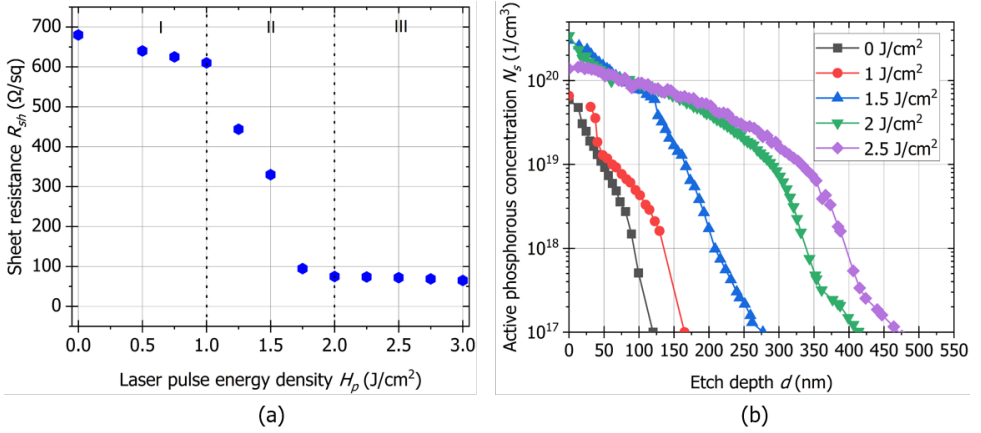 I II III
700
600
500
400
300
200
100
0
0.0 0.5 1.0 1.5 2.0 2.5 3.0
Sheet resistance Rsh (Ω/sq)
Laser pulse energy density Hp (J/cm²)
(a)
10²⁰
10¹⁹
10¹⁸
10¹⁷
0 50 100 150 200 250 300 350 400 450 500 550
Active phosphorous concentration Ns (1/cm³)
Etch depth d (nm)
0 J/cm²
1 J/cm²
1.5 J/cm²
2 J/cm²
2.5 J/cm²
(b)